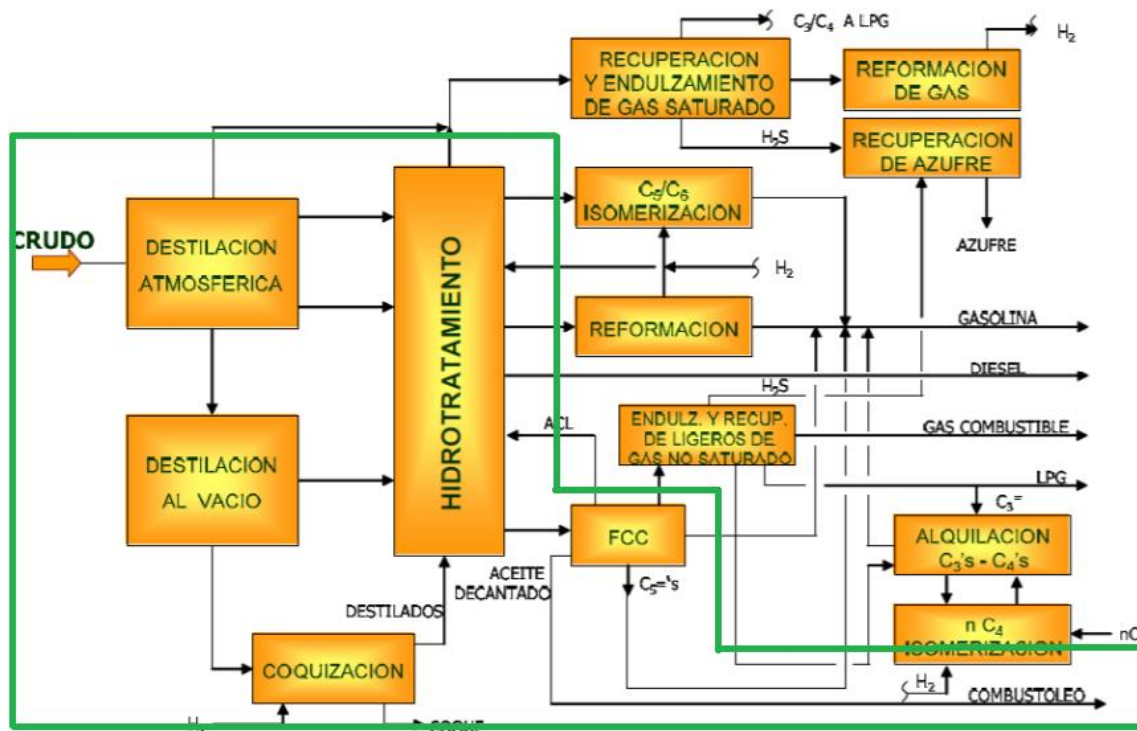 C3/C4 A LPG
H2
RECUPERACION
Y ENDULZAMIENTO
DE GAS SATURADO
REFORMACION
DE GAS
H2S
RECUPERACION
DE AZUFRE
AZUFRE
CRUDO
DESTILACION
ATMOSFERICA
HIDROTRATAMIENTO
C5/C6
ISOMERIZACIÓN
H2
REFORMACION
GASOLINA
DIESEL
H2S
ACL
ENDULZ. Y RECUP.
DE LIGEROS DE
GAS NO SATURADO
GAS COMBUSTIBLE
DESTILACION
AL VACIO
LPG
C3=
FCC
ALQUILACION
C3's - C4's
ACEITE
DECANTADO
C5='s
DESTILADOS
n C4
ISOMERIZACION
COQUIZACION
H2
COMBUSTOLEO